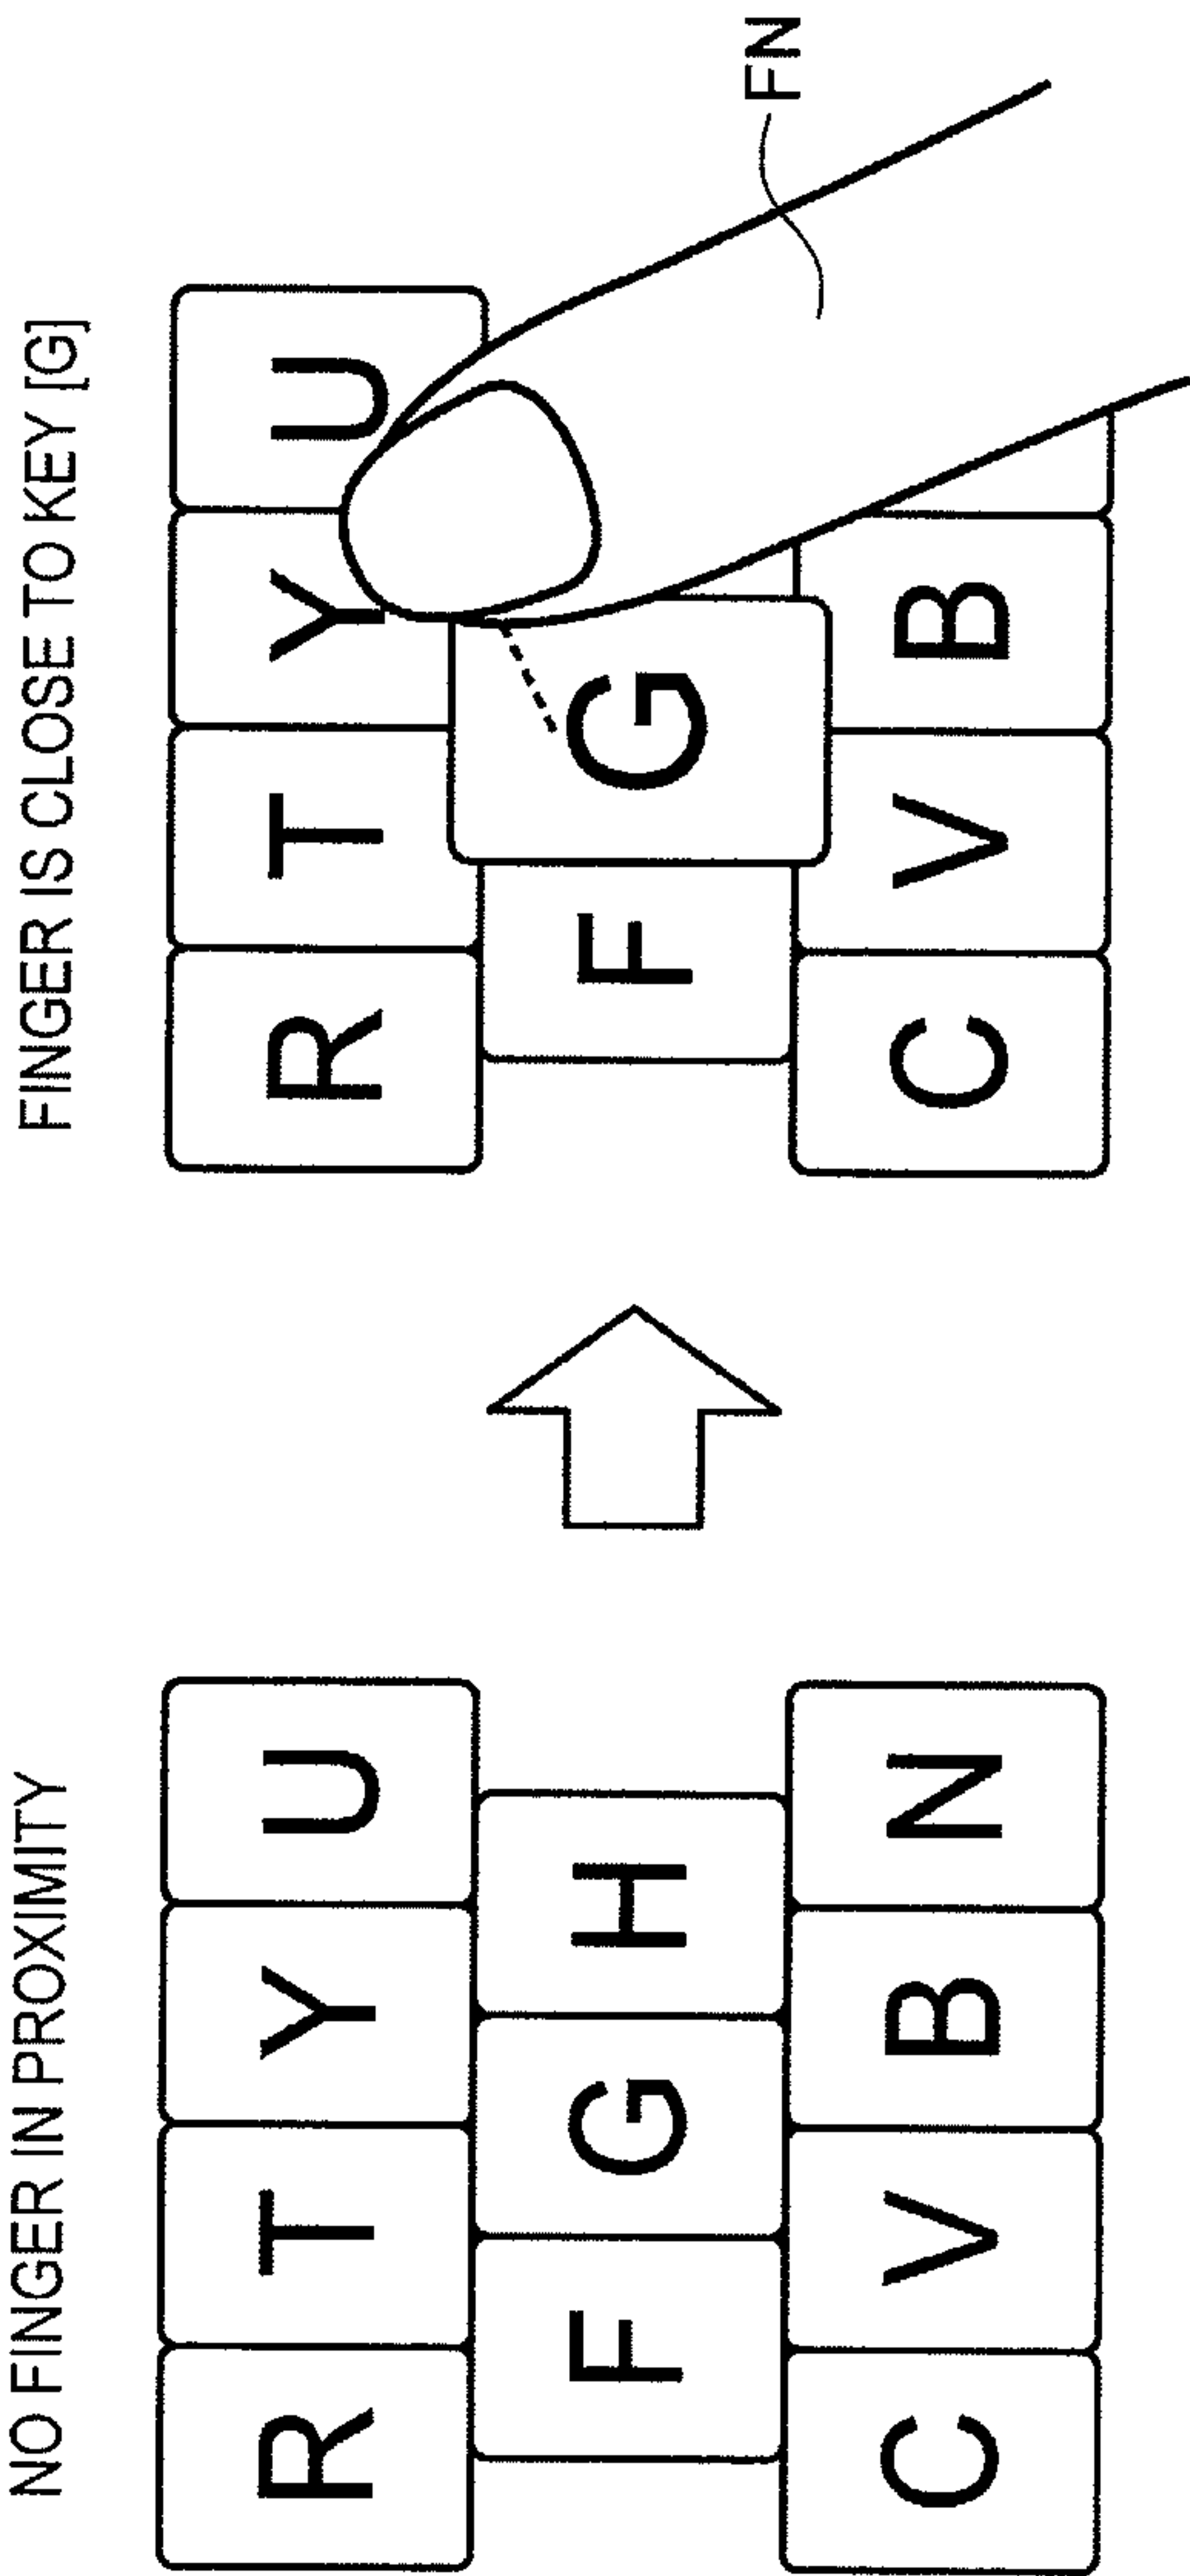 NO FINGER IN PROXIMITY
R T Y U
F G H
C V B N
FINGER IS CLOSE TO KEY [G]
R T Y U
F G
C V B
FN